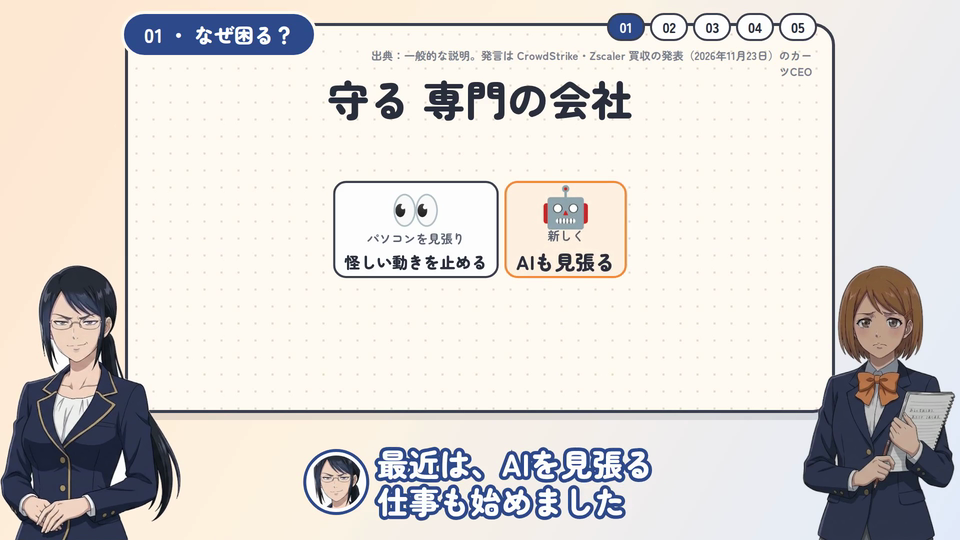 01 ・ なぜ困る？
01 02 03 04 05
出典：一般的な説明。発言は CrowdStrike・Zscaler 買収の発表（2026年11月23日）のカー
ツCEO
守る 専門の会社
パソコンを見張り
怪しい動きを止める
新しく
AIも見張る
最近は、AIを見張る
仕事も始めました